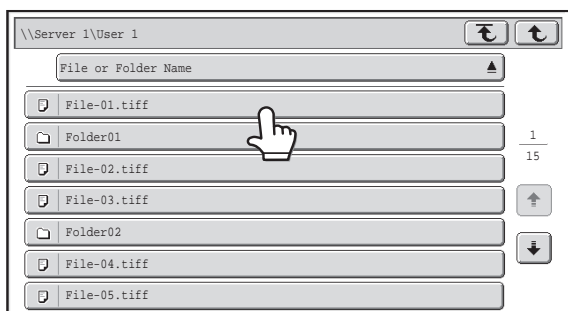 \\Server 1\User 1
File or Folder Name
File-01.tiff
Folder01
File-02.tiff
File-03.tiff
Folder02
File-04.tiff
File-05.tiff
1
15